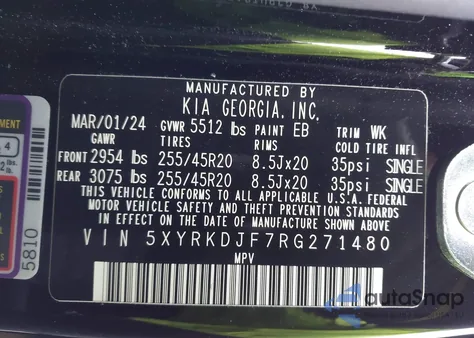 MANUFACTURED BY
KIA GEORGIA, INC.
MAR/01/24 GVWR 5512 lbs PAINT EB TRIM WK
GAWR TIRES RIMS COLD TIRE INFL
FRONT 2954 lbs 255/45R20 8.5Jx20 35psi SINGLE
REAR 3075 lbs 255/45R20 8.5Jx20 35psi SINGLE
THIS VEHICLE CONFORMS TO ALL APPLICABLE U.S.A. FEDERAL
MOTOR VEHICLE SAFETY AND THEFT PREVENTION STANDARDS
IN EFFECT ON THE DATE OF MANUFACTURE SHOWN ABOVE
VIN 5XYRKDJF7RG271480
MPV
5810
autoSnap